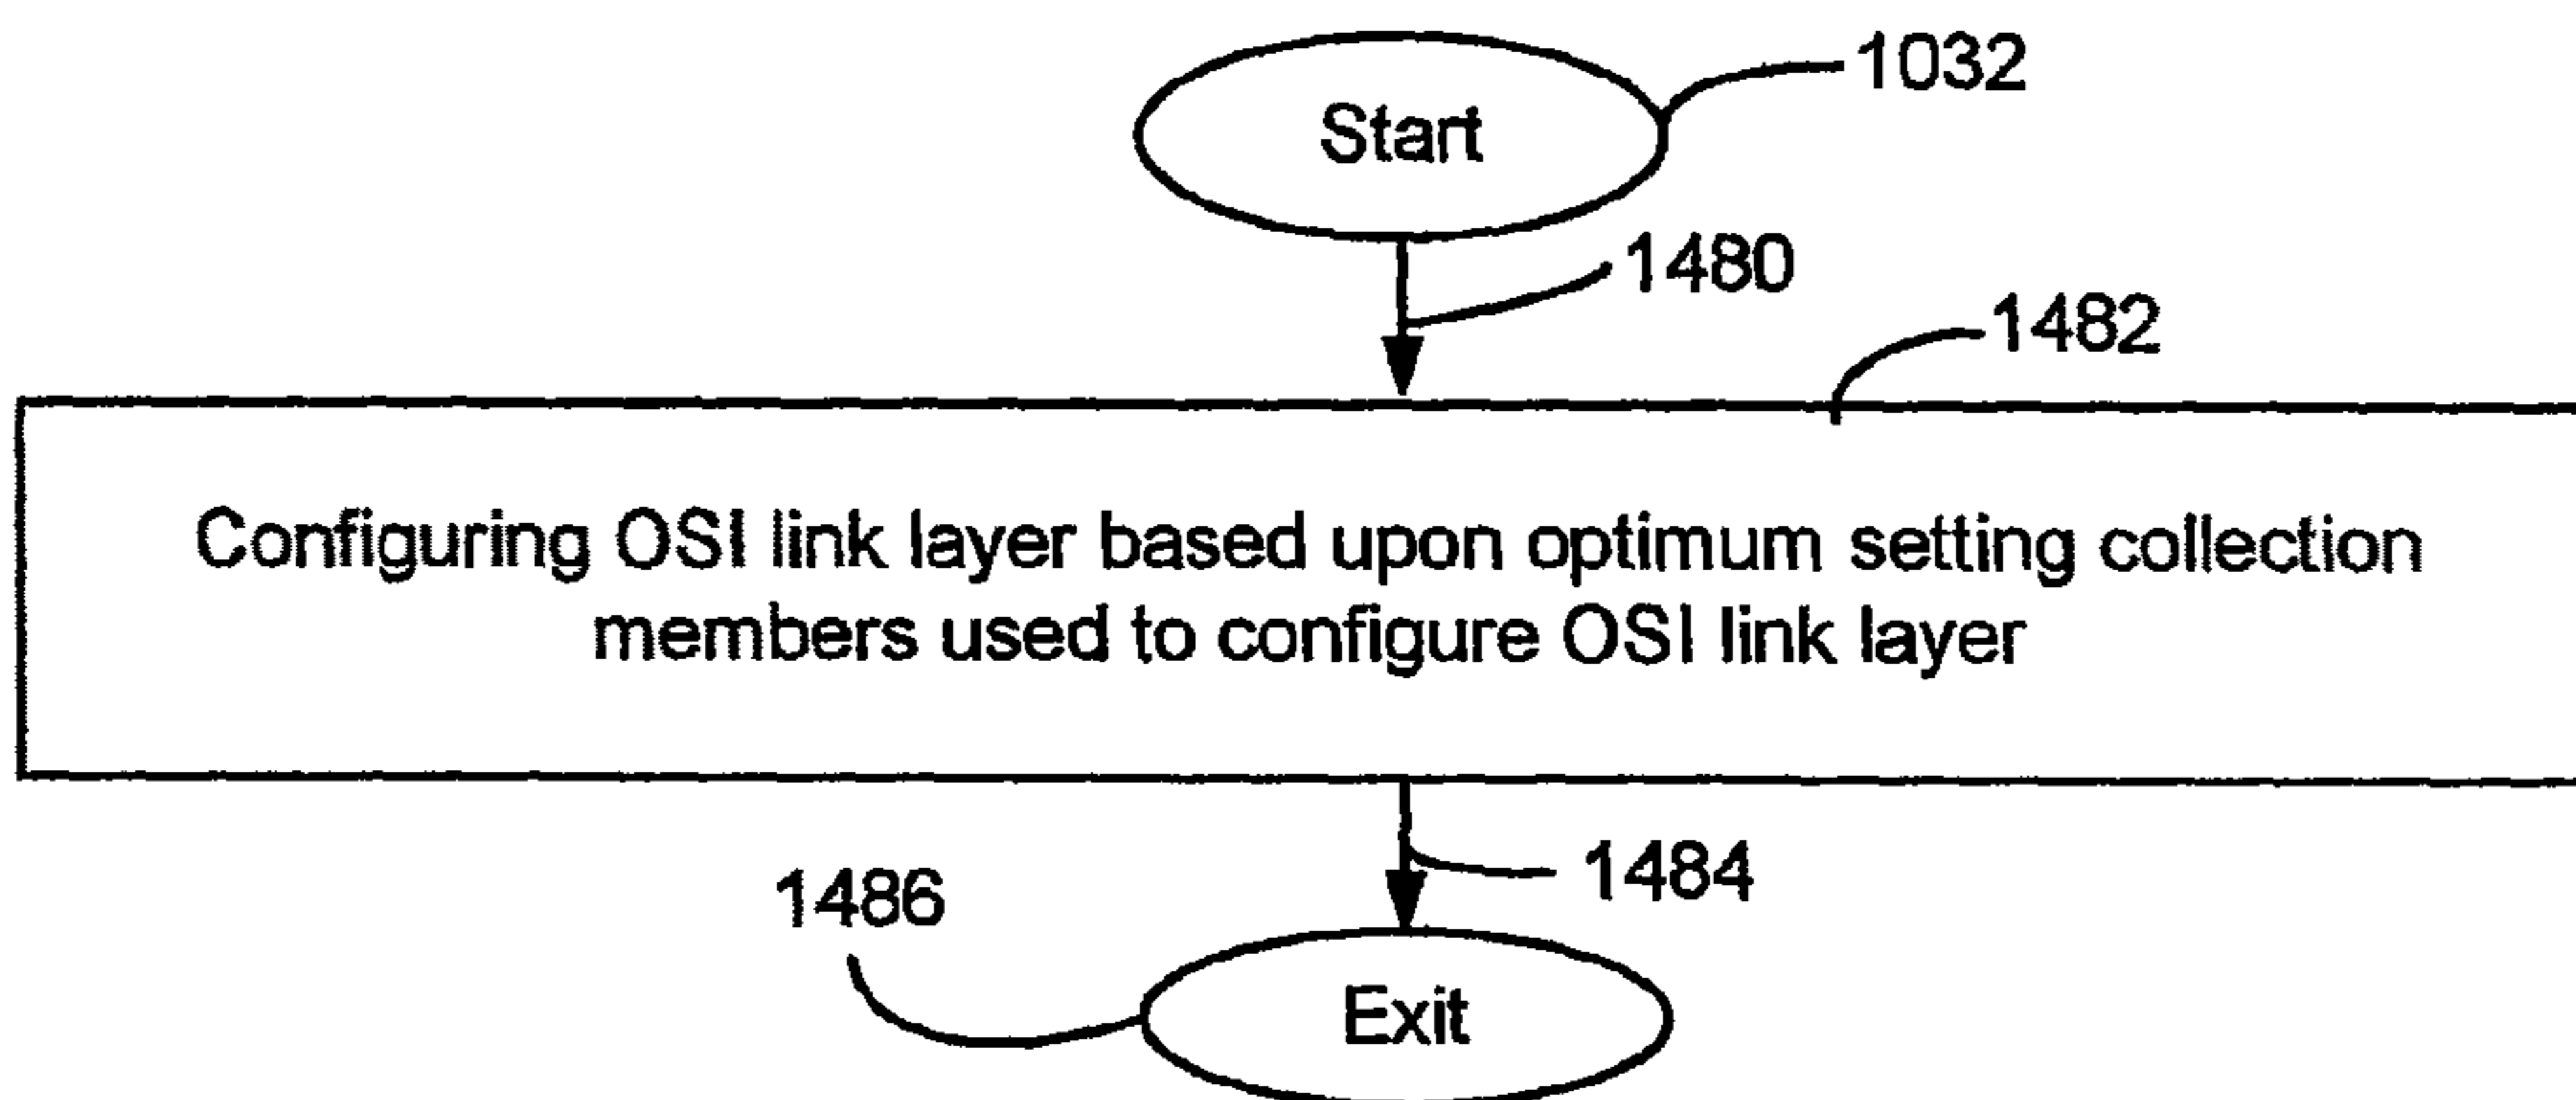 Start
1032
1480
1482
Configuring OSI link layer based upon optimum setting collection
members used to configure OSI link layer
1484
1486
Exit